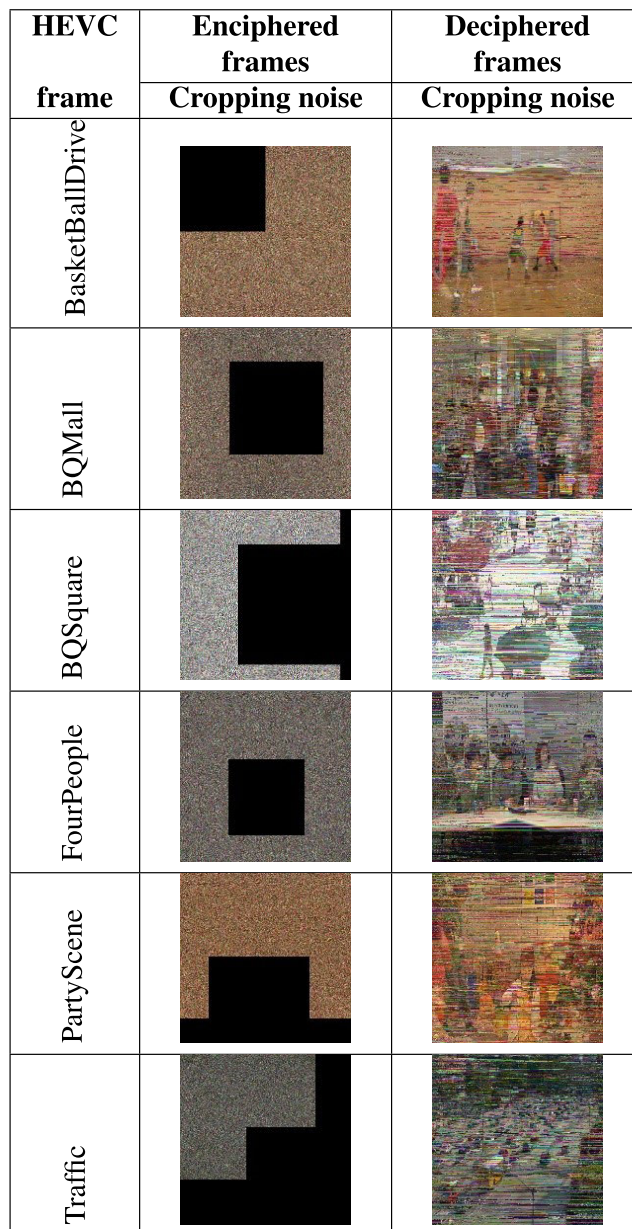 HEVC
frame
Enciphered
frames
Deciphered
frames
Cropping noise
Cropping noise
BasketBallDrive
BQMall
BQSquare
FourPeople
PartyScene
Traffic